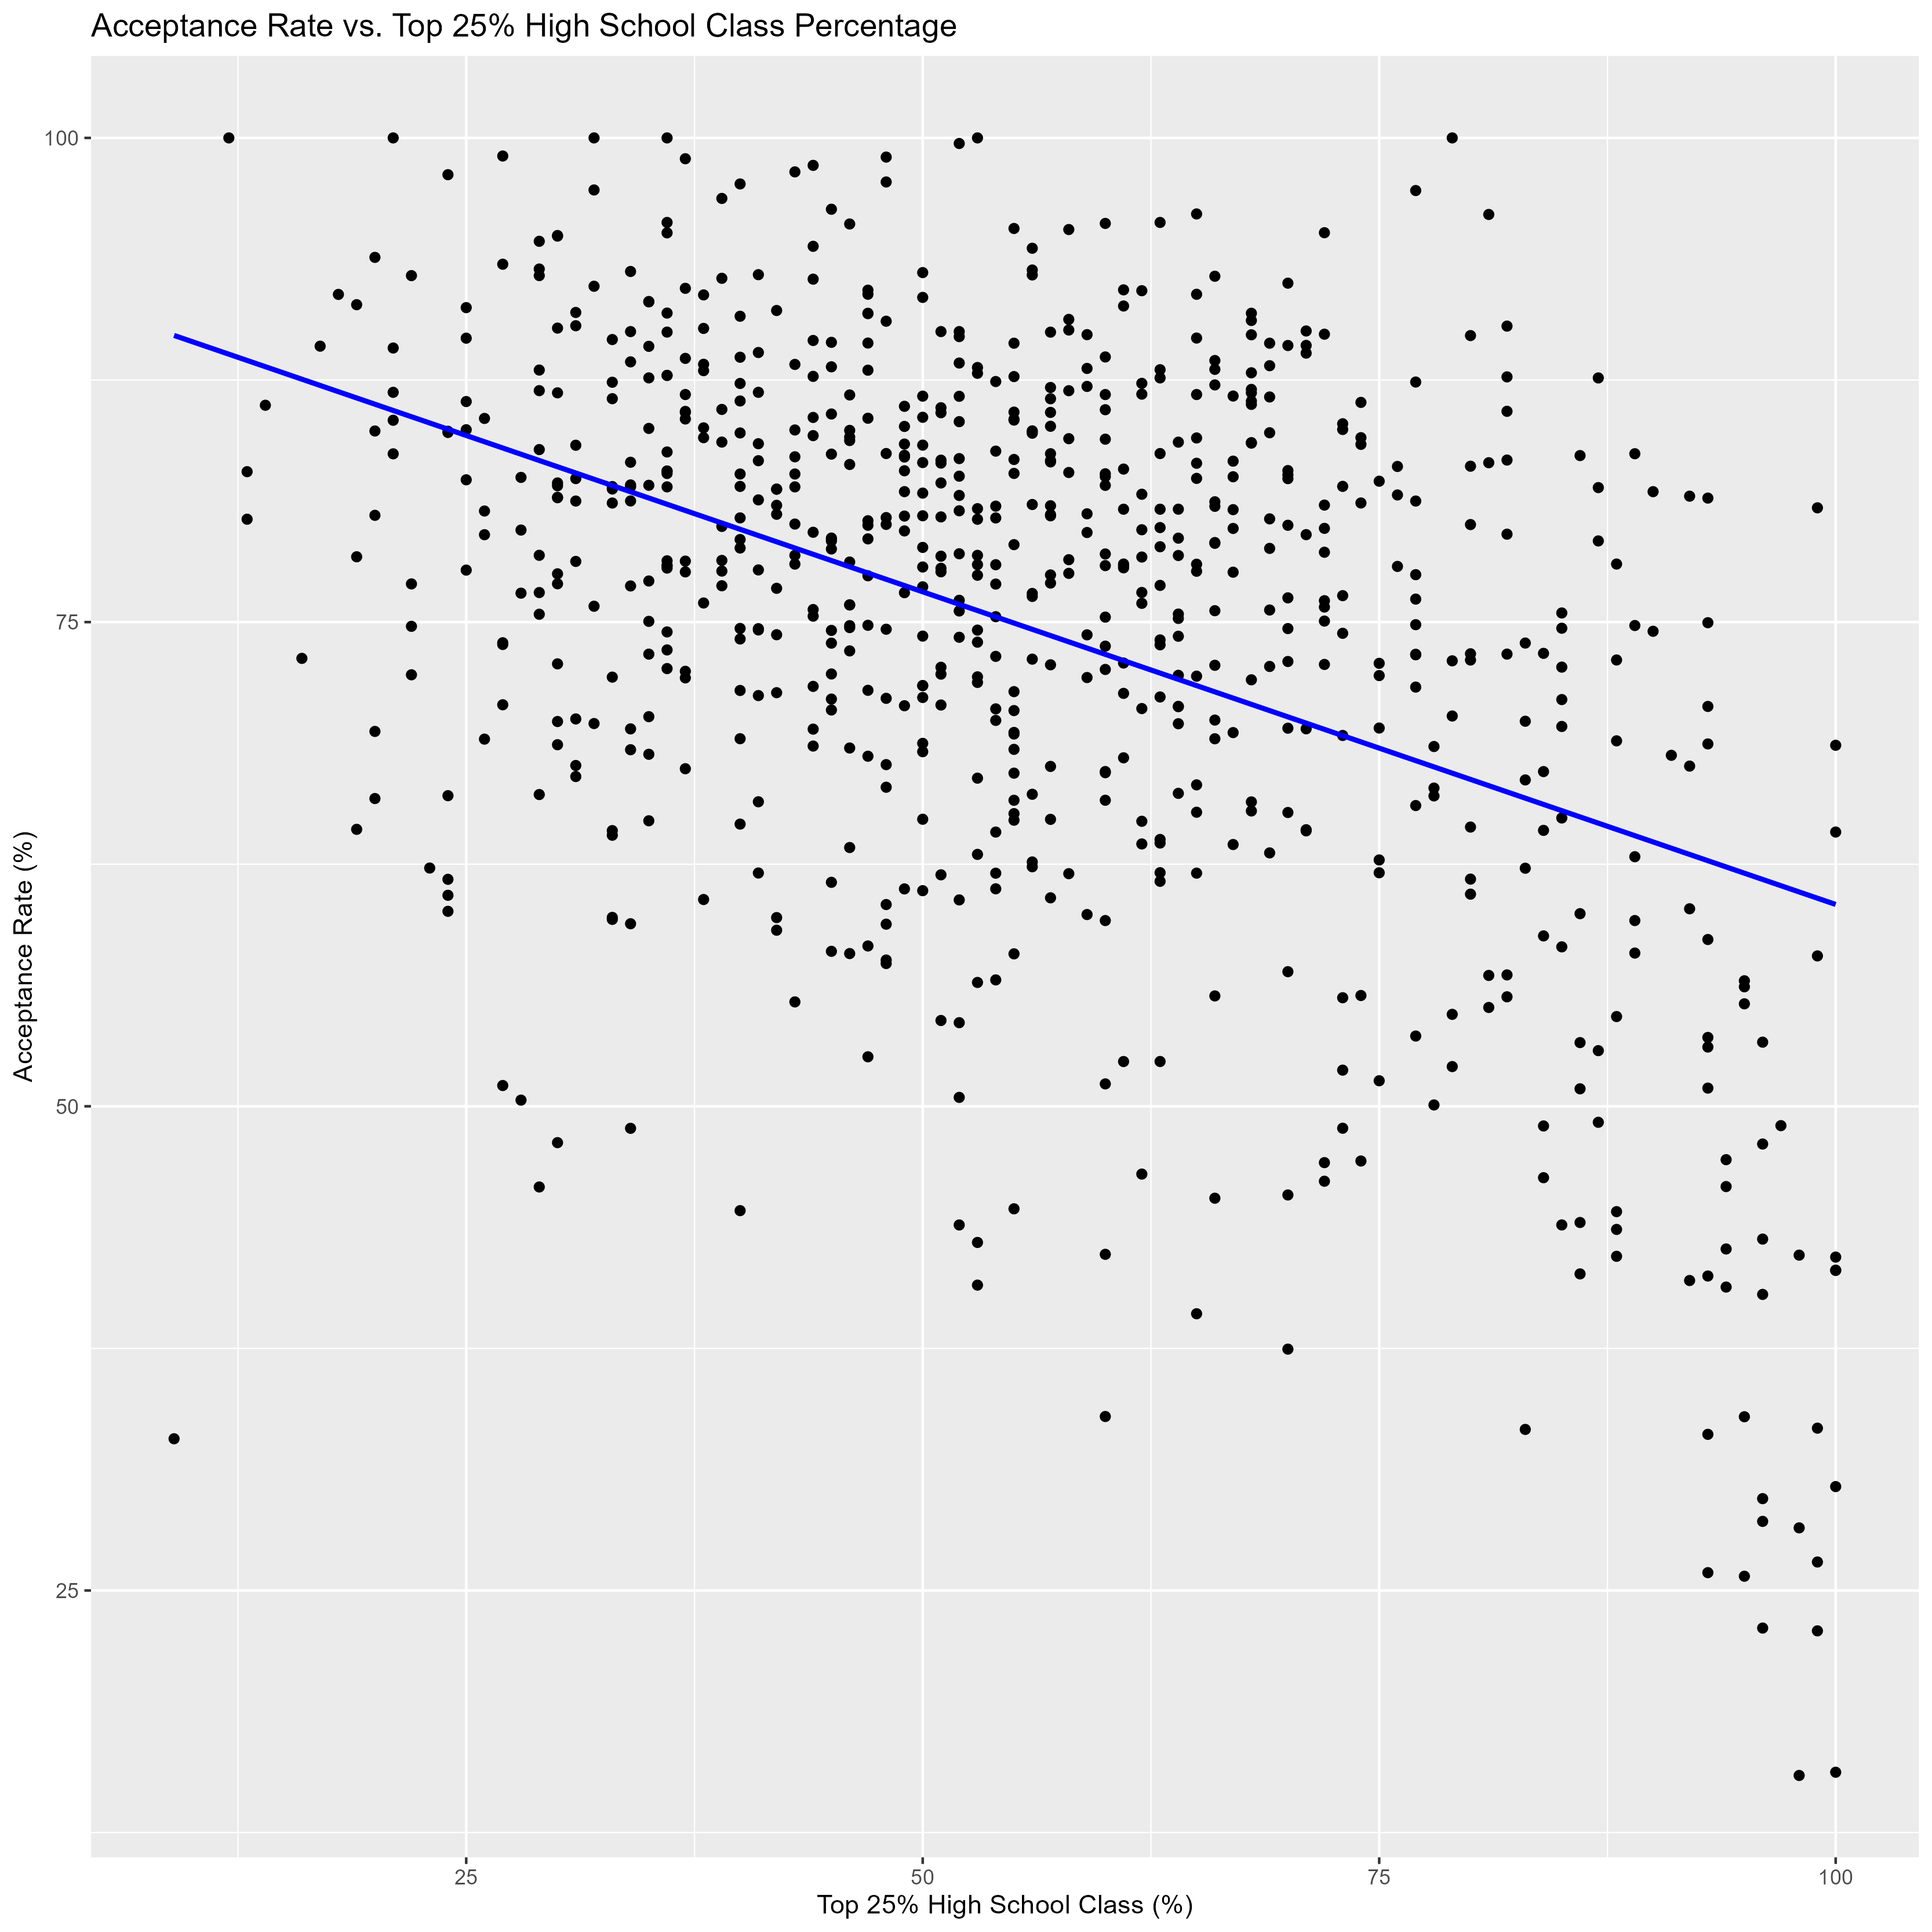 Acceptance Rate vs. Top 25% High School Class Percentage
Acceptance Rate (%)
100
75
50
25
25
50
75
100
Top 25% High School Class (%)